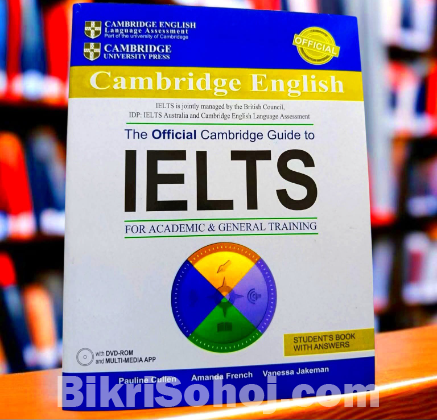 CAMBRIDGE ENGLISH
Language Assessment
Part of the university of Cambridge
CAMBRIDGE
UNIVERSITY PRESS
OFFICIAL
Cambridge English
IELTS is jointly managed by the British Council,
IDP: IELTS Australia and Cambridge English Language Assessment
The Official Cambridge Guide to
IELTS
FOR ACADEMIC & GENERAL TRAINING
STUDENT'S BOOK
WITH ANSWERS
with DVD-ROM
and MULTI-MEDIA APP
Pauline Cullen Amanda French Vanessa Jakeman
BikriSohoj.com